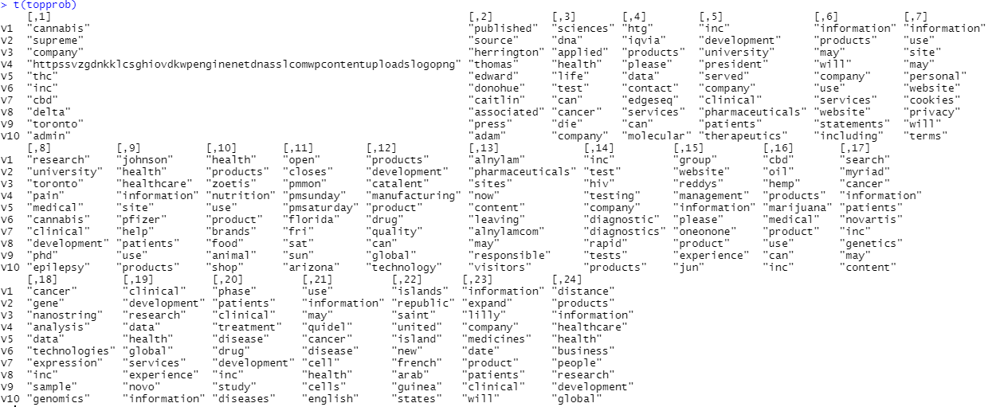 > t(topprob)
[,1] [,2] [,3] [,4] [,5] [,6] [,7]
v1 "cannabis" "published" "sciences" "htg" "inc" "information" "information"
v2 "supreme" "source" "dna" "iqvia" "development" "products" "use"
v3 "company" "herrington" "applied" "products" "university" "may" "site"
v4 "httpssvzgdnkklcsghiovdkwpenginenetdnasslcomwpcontentuploadslogopng" "thomas" "health" "please" "president" "will" "may"
v5 "thc" "edward" "life" "data" "served" "company" "personal"
v6 "inc" "donohue" "test" "contact" "company" "use" "website"
v7 "cbd" "caitlin" "can" "edgeseq" "clinical" "services" "cookies"
v8 "delta" "associated" "cancer" "services" "pharmaceuticals" "website" "privacy"
v9 "toronto" "press" "die" "can" "patients" "statements" "will"
v10 "admin" "adam" "company" "molecular" "therapeutics" "including" "terms"
[,8] [,9] [,10] [,11] [,12] [,13] [,14] [,15] [,16] [,17]
v1 "research" "johnson" "health" "open" "products" "alnylam" "inc" "group" "cbd" "search"
v2 "university" "health" "products" "closes" "development" "pharmaceuticals" "test" "website" "oil" "myriad"
v3 "toronto" "healthcare" "zoetis" "pmmon" "catalent" "sites" "hiv" "reddys" "hemp" "cancer"
v4 "pain" "information" "nutrition" "pmsunday" "manufacturing" "now" "testing" "management" "products" "information"
v5 "medical" "site" "use" "pmsaturday" "product" "content" "company" "information" "marijuana" "patients"
v6 "cannabis" "pfizer" "product" "florida" "drug" "leaving" "diagnostic" "please" "medical" "novartis"
v7 "clinical" "help" "brands" "fri" "quality" "alnylamcom" "diagnostics" "oneonone" "product" "inc"
v8 "development" "patients" "food" "sat" "can" "may" "rapid" "product" "use" "genetics"
v9 "phd" "use" "animal" "sun" "global" "responsible" "tests" "experience" "can" "may"
v10 "epilepsy" "products" "shop" "arizona" "technology" "visitors" "products" "jun" "inc" "content"
[,18] [,19] [,20] [,21] [,22] [,23] [,24]
v1 "cancer" "clinical" "phase" "use" "islands" "information" "distance"
v2 "gene" "development" "patients" "information" "republic" "expand" "products"
v3 "nanostring" "research" "clinical" "may" "saint" "lilly" "information"
v4 "analysis" "data" "treatment" "quidel" "united" "company" "healthcare"
v5 "data" "health" "disease" "cancer" "island" "medicines" "health"
v6 "technologies" "global" "drug" "disease" "new" "date" "business"
v7 "expression" "services" "development" "cell" "french" "product" "people"
v8 "inc" "experience" "inc" "health" "arab" "patients" "research"
v9 "sample" "novo" "study" "cells" "guinea" "clinical" "development"
v10 "genomics" "information" "diseases" "english" "states" "will" "global"